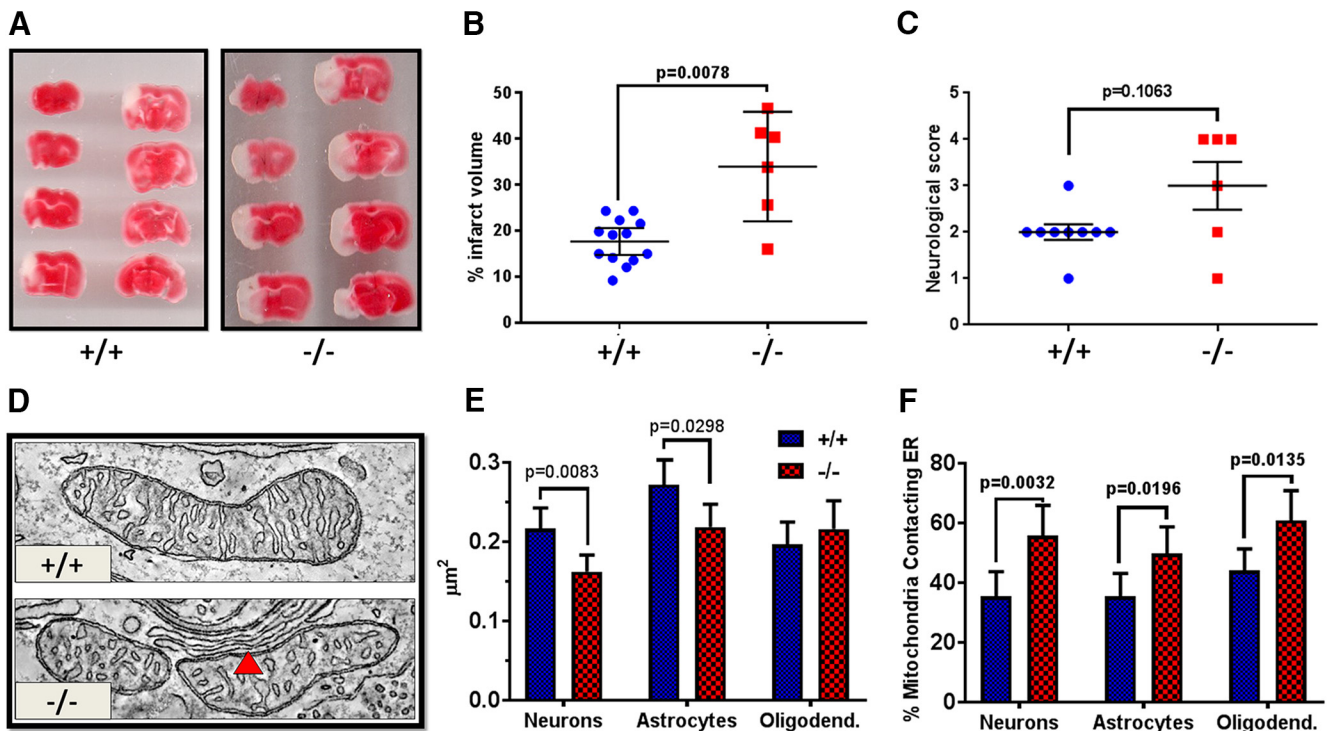 A
+/+
-/-
B
p=0.0078
50
40
30
20
10
0
% infarct volume
+/+
-/-
C
p=0.1063
5
4
3
2
1
0
Neurological score
+/+
-/-
D
+/+
-/-
E
p=0.0298
p=0.0083
+/+
-/-
0.3
0.2
0.1
0.0
μm²
Neurons Astrocytes Oligodend.
F
p=0.0032
p=0.0196
p=0.0135
80
60
40
20
0
% Mitochondria Contacting ER
Neurons Astrocytes Oligodend.